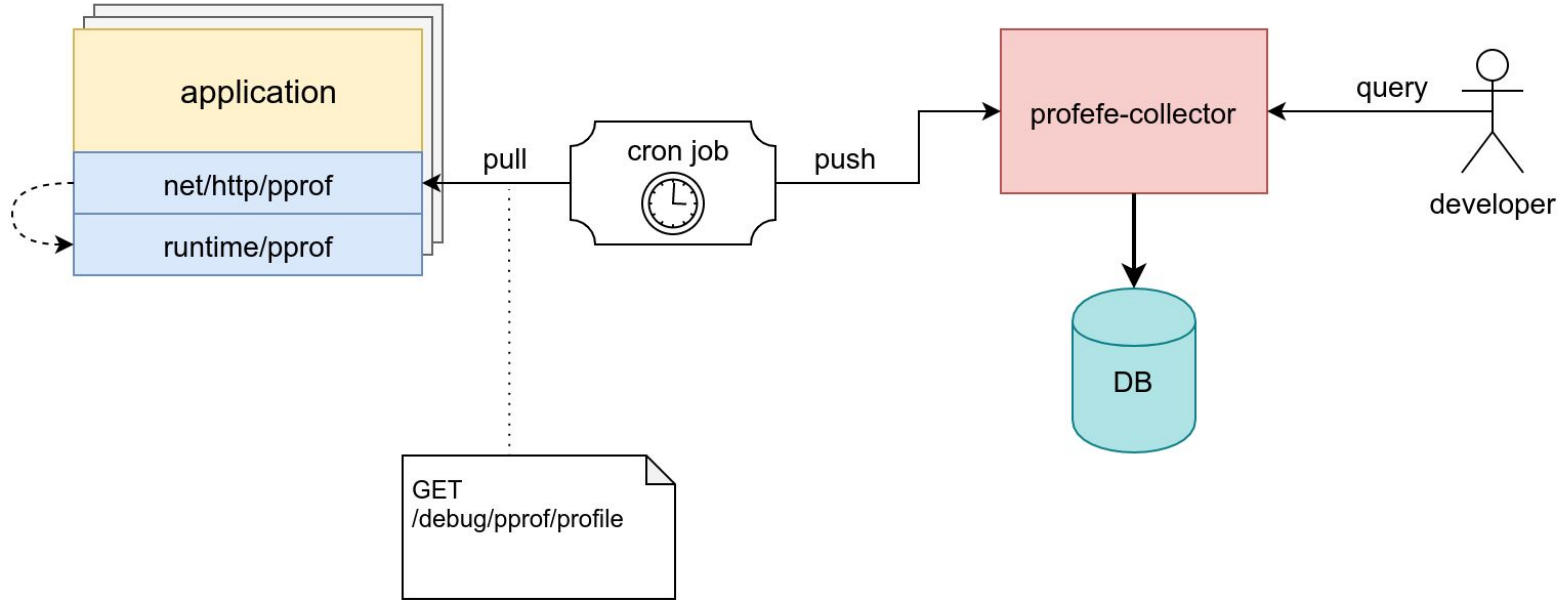 application
net/http/pprof
runtime/pprof
pull
cron job
push
profefe-collector
query
developer
DB
GET
/debug/pprof/profile